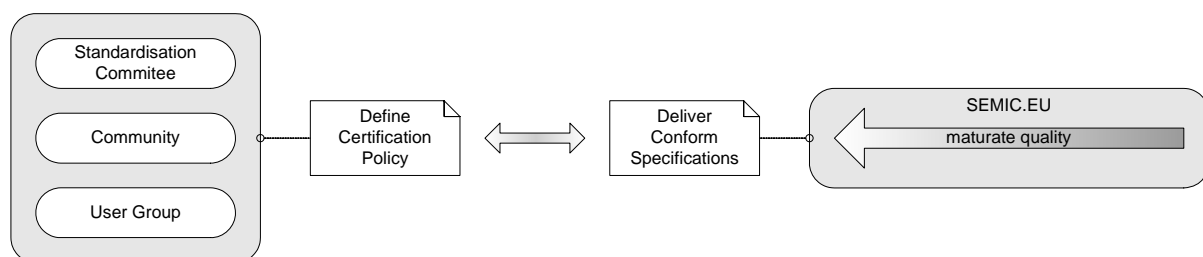 Standardisation
Commitee
Community
User Group
Define
Certification
Policy
Deliver
Conform
Specifications
SEMIC.EU
maturate quality